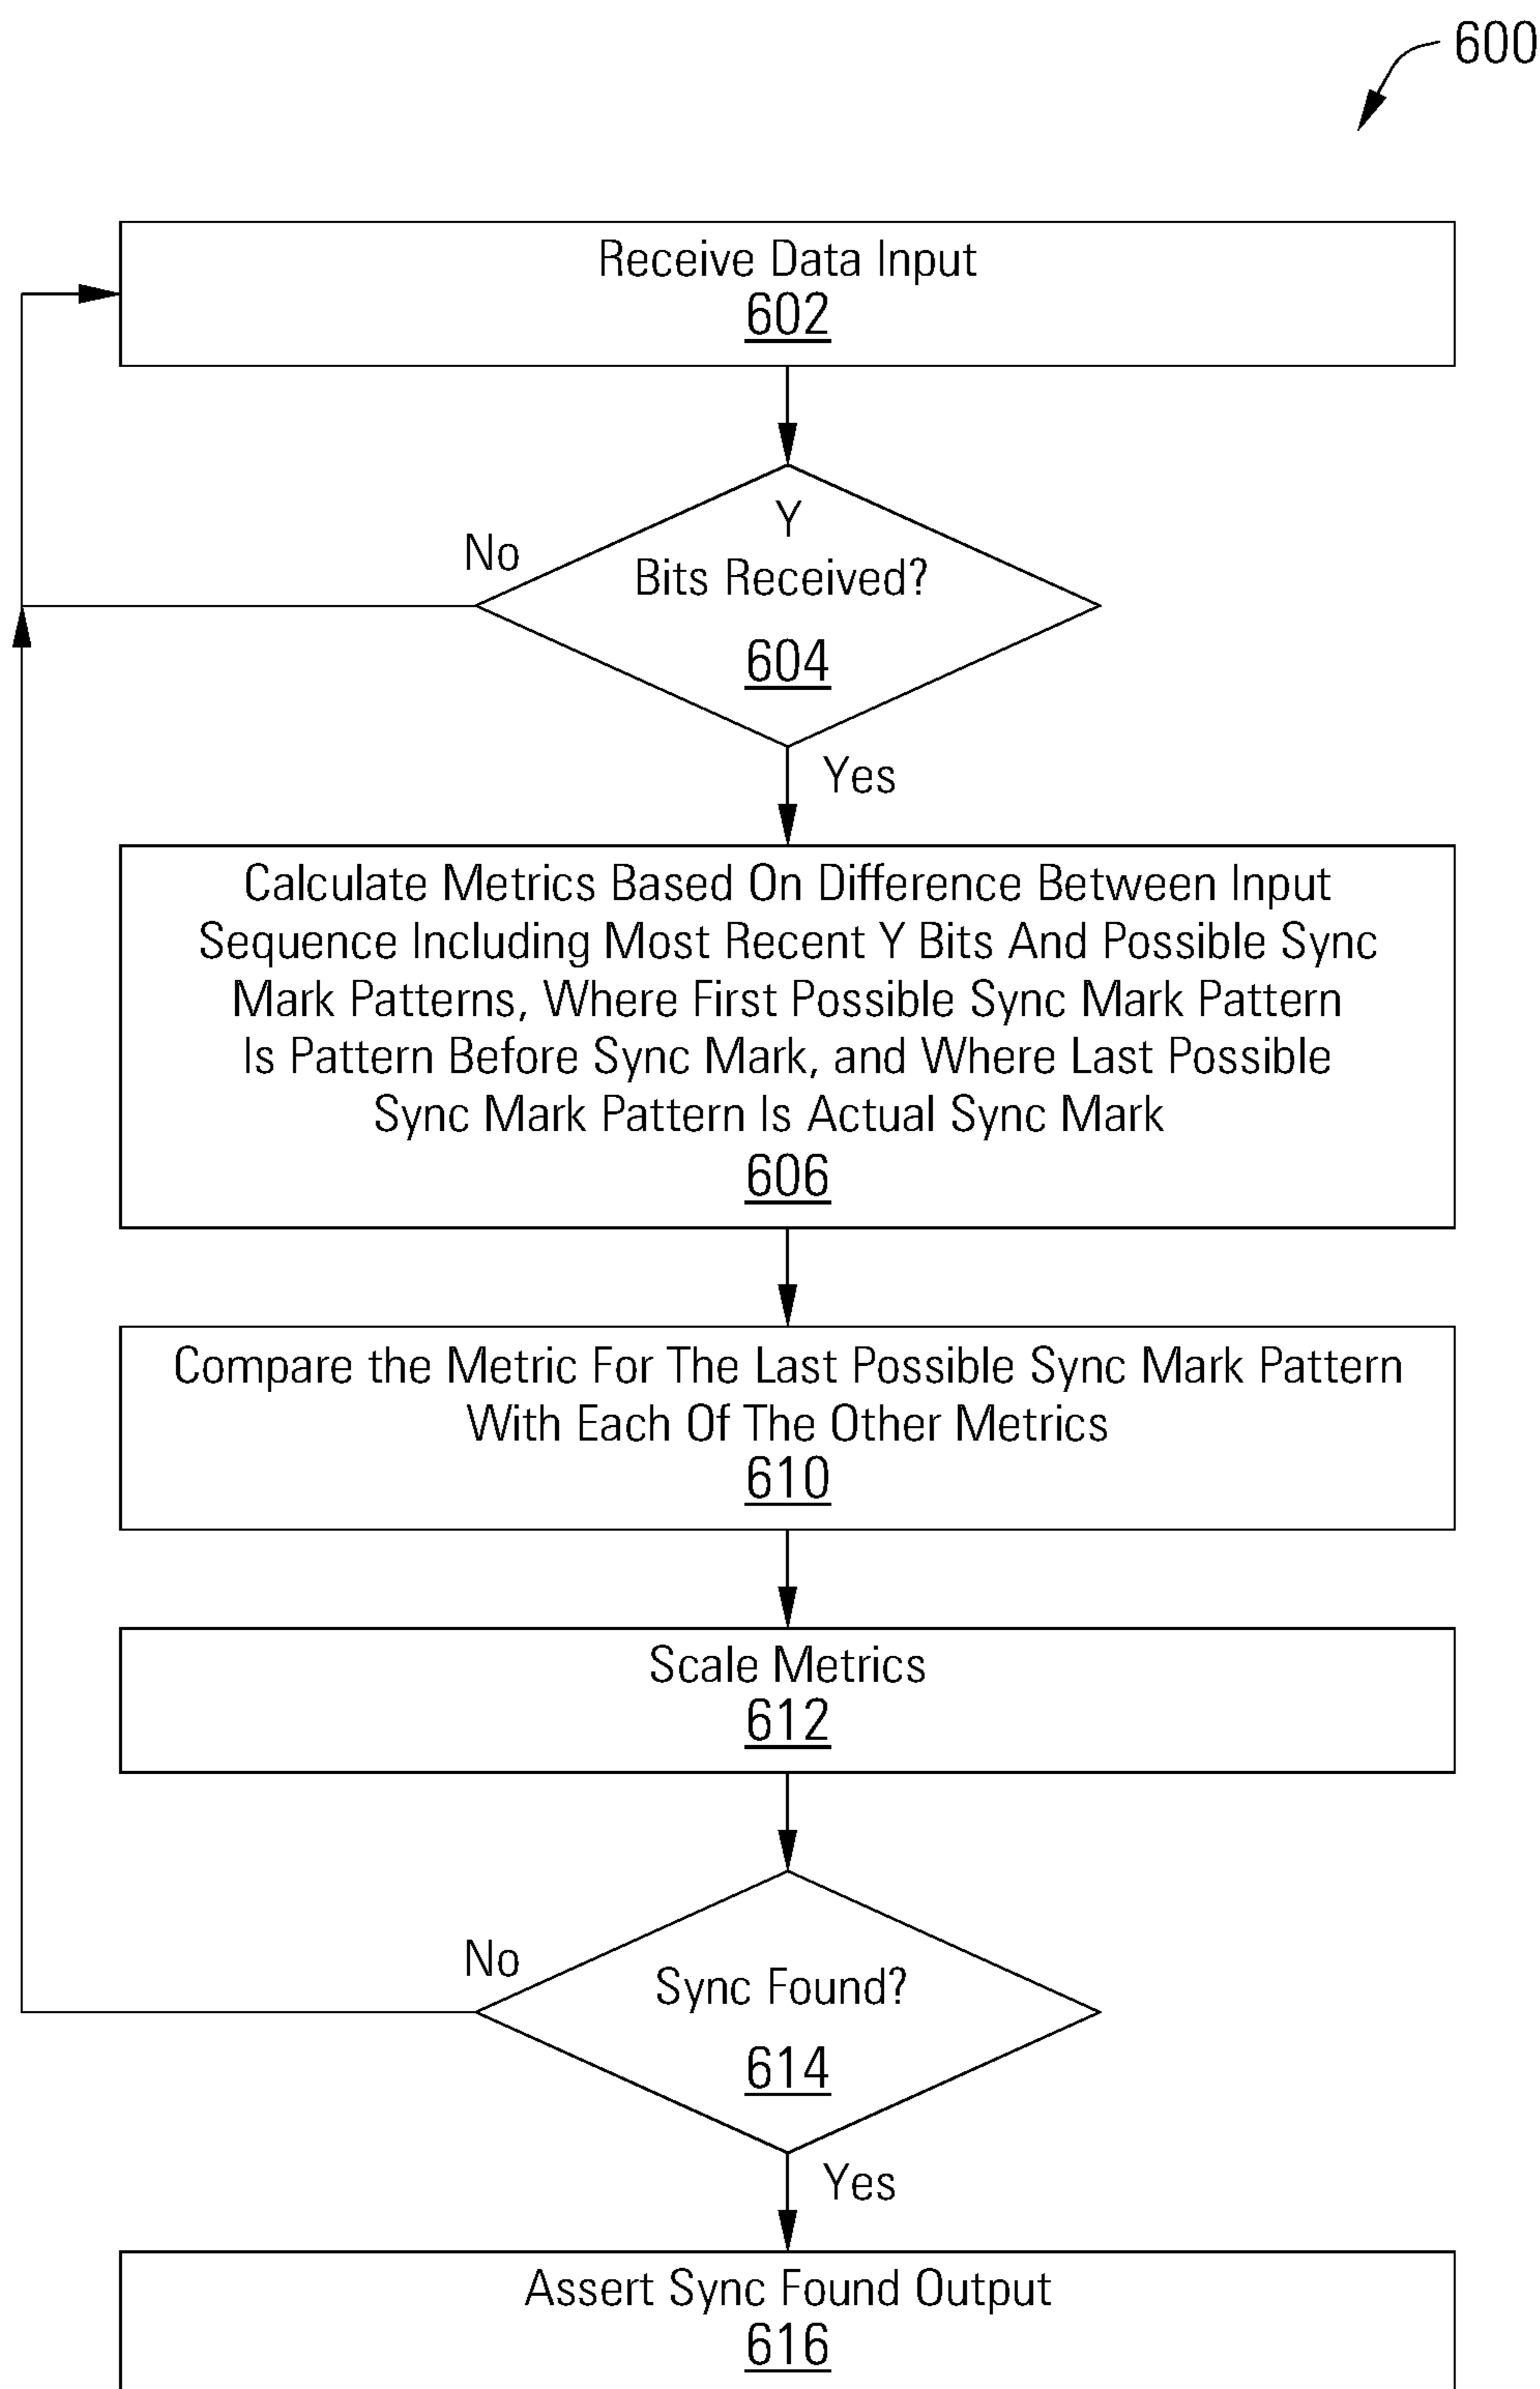 600
Receive Data Input
602
Y
No
Bits Received?
604
Yes
Calculate Metrics Based On Difference Between Input
Sequence Including Most Recent Y Bits And Possible Sync
Mark Patterns, Where First Possible Sync Mark Pattern
Is Pattern Before Sync Mark, and Where Last Possible
Sync Mark Pattern Is Actual Sync Mark
606
Compare the Metric For The Last Possible Sync Mark Pattern
With Each Of The Other Metrics
610
Scale Metrics
612
No
Sync Found?
614
Yes
Assert Sync Found Output
616